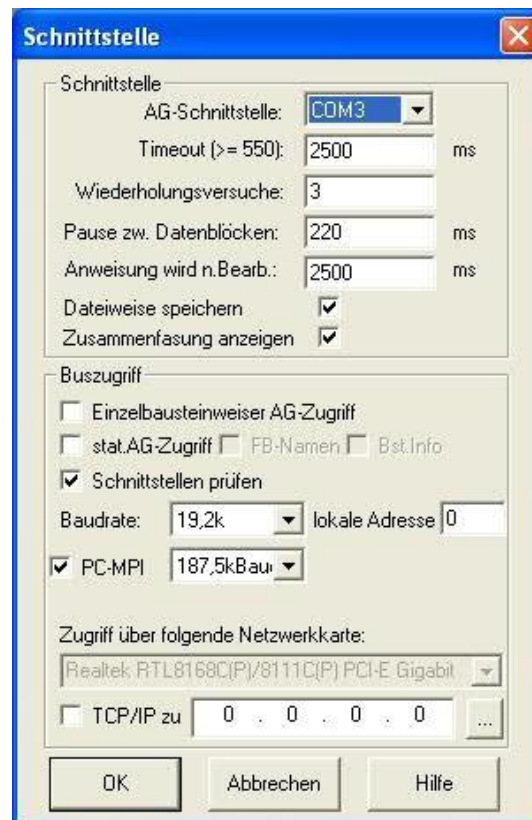 Schnittstelle
Schnittstelle
AG-Schnittstelle: COM3
Timeout (>= 550): 2500 ms
Wiederholungsversuche: 3
Pause zw. Datenblöcken: 220 ms
Anweisung wird n.Bearb.: 2500 ms
Dateiweise speichern
Zusammenfasung anzeigen
Buszugriff
Einzelbausteinweiser AG-Zugriff
stat.AG-Zugriff FB-Namen Bst.Info
Schnittstellen prüfen
Baudrate: 19,2k lokale Adresse 0
PC-MPI 187,5kBau
Zugriff über folgende Netzwerkkarte:
Realtek RTL8168C(P)/8111C(P) PCI-E Gigabit
TCP/IP zu 0 . 0 . 0 . 0 ...
OK Abbrechen Hilfe